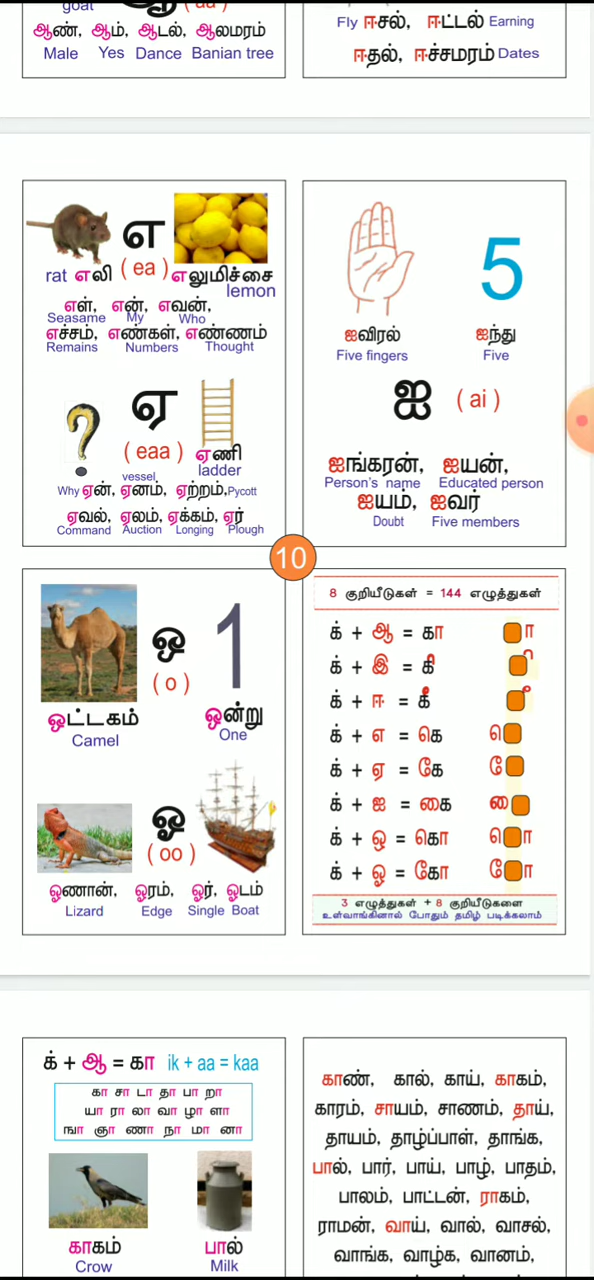 goat ஆ (aa)
ஆண், ஆம், ஆடல், ஆலமரம்
Male Yes Dance Banian tree
Fly ஈசல், ஈட்டல் Earning
ஈதல், ஈச்சமரம் Dates
எ
rat எலி ( ea ) எலுமிச்சை
lemon
எள், என், எவன்,
Seasame My Who
எச்சம், எண்கள், எண்ணம்
Remains Numbers Thought
ஏ
( eaa ) ஏணி
vessel ladder
Why ஏன், ஏனம், ஏற்றம், Pycott
ஏவல், ஏலம், ஏக்கம், ஏர்
Command Auction Longing Plough
5
ஐவிரல் ஐந்து
Five fingers Five
ஐ ( ai )
ஐங்கரன், ஐயன்,
Person's name Educated person
ஐயம், ஐவர்
Doubt Five members
10
ஒ 1
( o )
ஒட்டகம் ஒன்று
Camel One
ஓ
( oo )
ஓணான், ஓரம், ஓர், ஓடம்
Lizard Edge Single Boat
8 குறியீடுகள் = 144 எழுத்துகள்
க் + ஆ = கா ா
க் + இ = கி ி
க் + ஈ = கீ ீ
க் + எ = கெ ெ
க் + ஏ = கே ே
க் + ஐ = கை ை
க் + ஒ = கொ ொ
க் + ஓ = கோ ோ
3 எழுத்துகள் + 8 குறியீடுகளை
உள்வாங்கினால் போதும் தமிழ் படிக்கலாம்
க் + ஆ = கா ik + aa = kaa
கா சா டா தா பா றா
யா ரா லா வா ழா ளா
ஙா ஞா ணா நா மா னா
காகம் பால்
Crow Milk
காண், கால், காய், காகம்,
காரம், சாயம், சாணம், தாய்,
தாயம், தாழ்ப்பாள், தாங்க,
பால், பார், பாய், பாழ், பாதம்,
பாலம், பாட்டன், ராகம்,
ராமன், வாய், வால், வாசல்,
வாங்க, வாழ்க, வானம்,